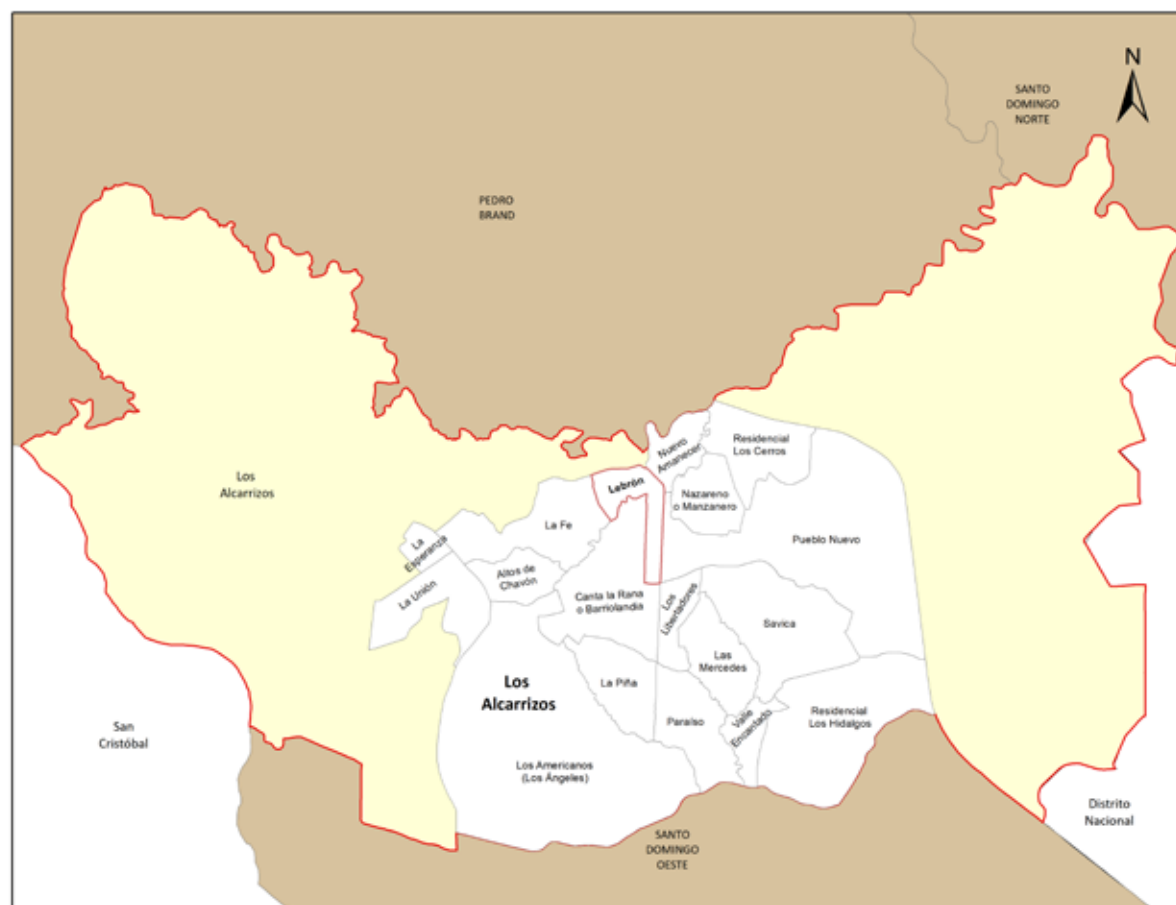 N
SANTO
DOMINGO
NORTE
PEDRO
BRAND
Nuevo
Amanecer
Residencial
Los Cerros
Los
Alcarrizos
Lebrón
Nazareno
o Manzanero
La Fe
La
Esperanza
Pueblo Nuevo
Altos de
Chavón
La Unión
Canta la Rana
o Barriolandia
Los
Libertadores
Savica
Las
Mercedes
Los
Alcarrizos
La Piña
Paraíso
Valle
Encantado
Residencial
Los Hidalgos
San
Cristóbal
Los Americanos
(Los Ángeles)
Distrito
Nacional
SANTO
DOMINGO
OESTE